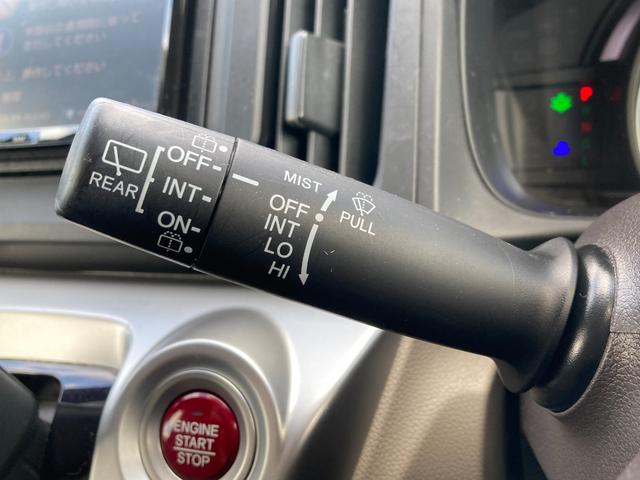 REAR
OFF
INT
ON
MIST
OFF
INT
LO
HI
PULL
ENGINE
START
STOP